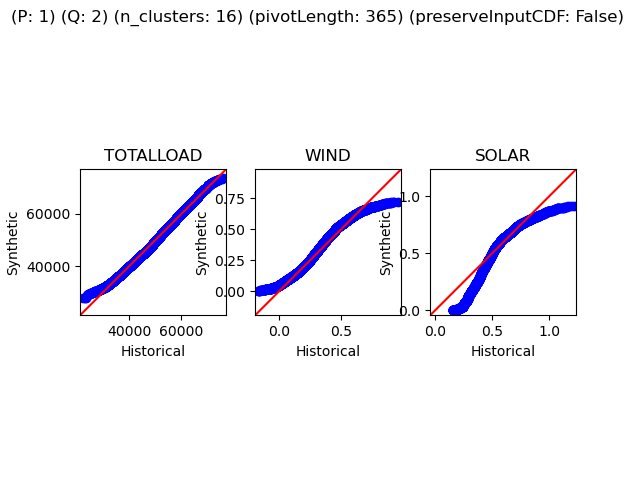 (P: 1) (Q: 2) (n_clusters: 16) (pivotLength: 365) (preserveInputCDF: False)
TOTALLOAD
WIND
SOLAR
Synthetic
60000
40000
40000
60000
Historical
Synthetic
0.75
0.50
0.25
0.00
0.0
0.5
Historical
Synthetic
1.0
0.5
0.0
0.0
0.5
1.0
Historical